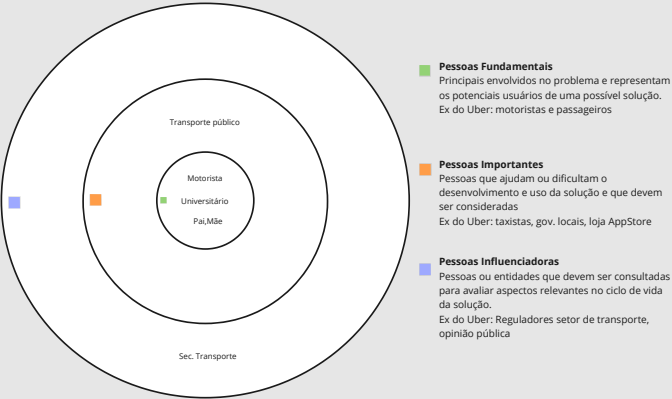 Transporte público
Motorista
Universitário
Pai,Mãe
Sec. Transporte
Pessoas Fundamentais
Principais envolvidos no problema e representam
os potenciais usuários de uma possível solução.
Ex do Uber: motoristas e passageiros
Pessoas Importantes
Pessoas que ajudam ou dificultam o
desenvolvimento e uso da solução e que devem
ser consideradas
Ex do Uber: taxistas, gov. locais, loja AppStore
Pessoas Influenciadoras
Pessoas ou entidades que devem ser consultadas
para avaliar aspectos relevantes no ciclo de vida
da solução.
Ex do Uber: Reguladores setor de transporte,
opinião pública